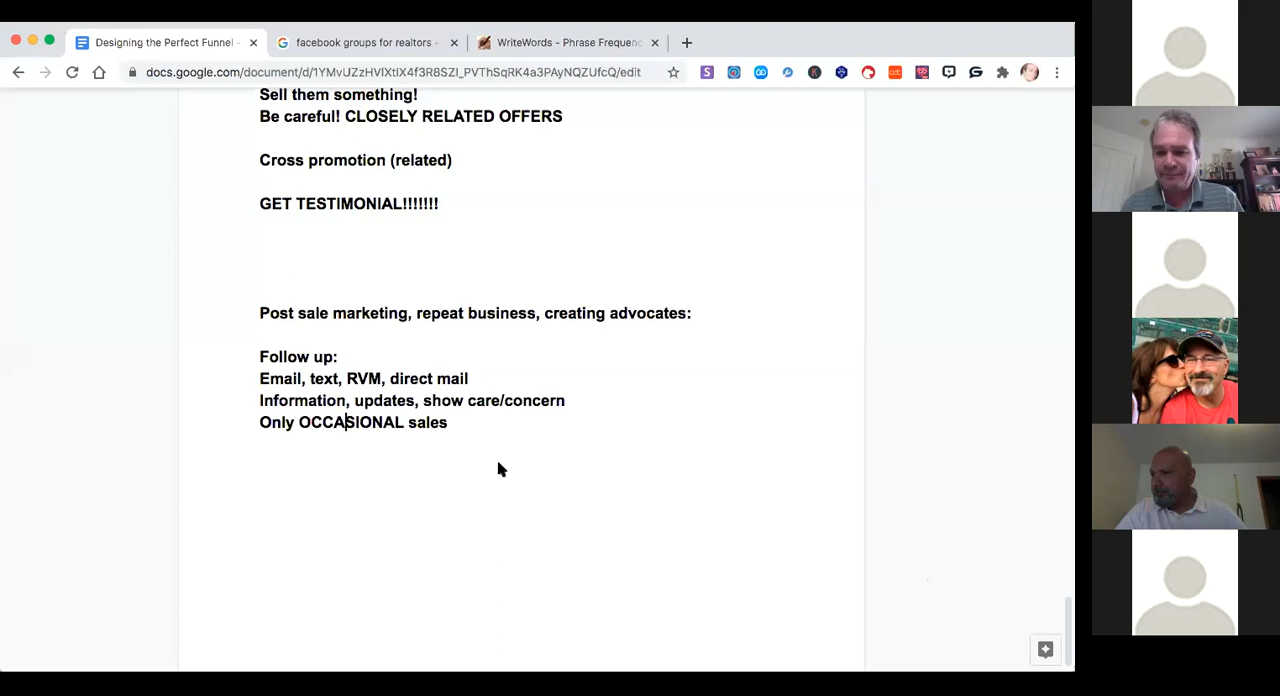 Designing the Perfect Funnel -
facebook groups for realtors -
WriteWords - Phrase Frequenc
docs.google.com/document/d/1YMvUZzHVlXtIX4f3R8SZI_PVThSqRK4a3PAyNQZUfcQ/edit
Sell them something!
Be careful! CLOSELY RELATED OFFERS
Cross promotion (related)
GET TESTIMONIAL!!!!!!!
Post sale marketing, repeat business, creating advocates:
Follow up:
Email, text, RVM, direct mail
Information, updates, show care/concern
Only OCCASIONAL sales